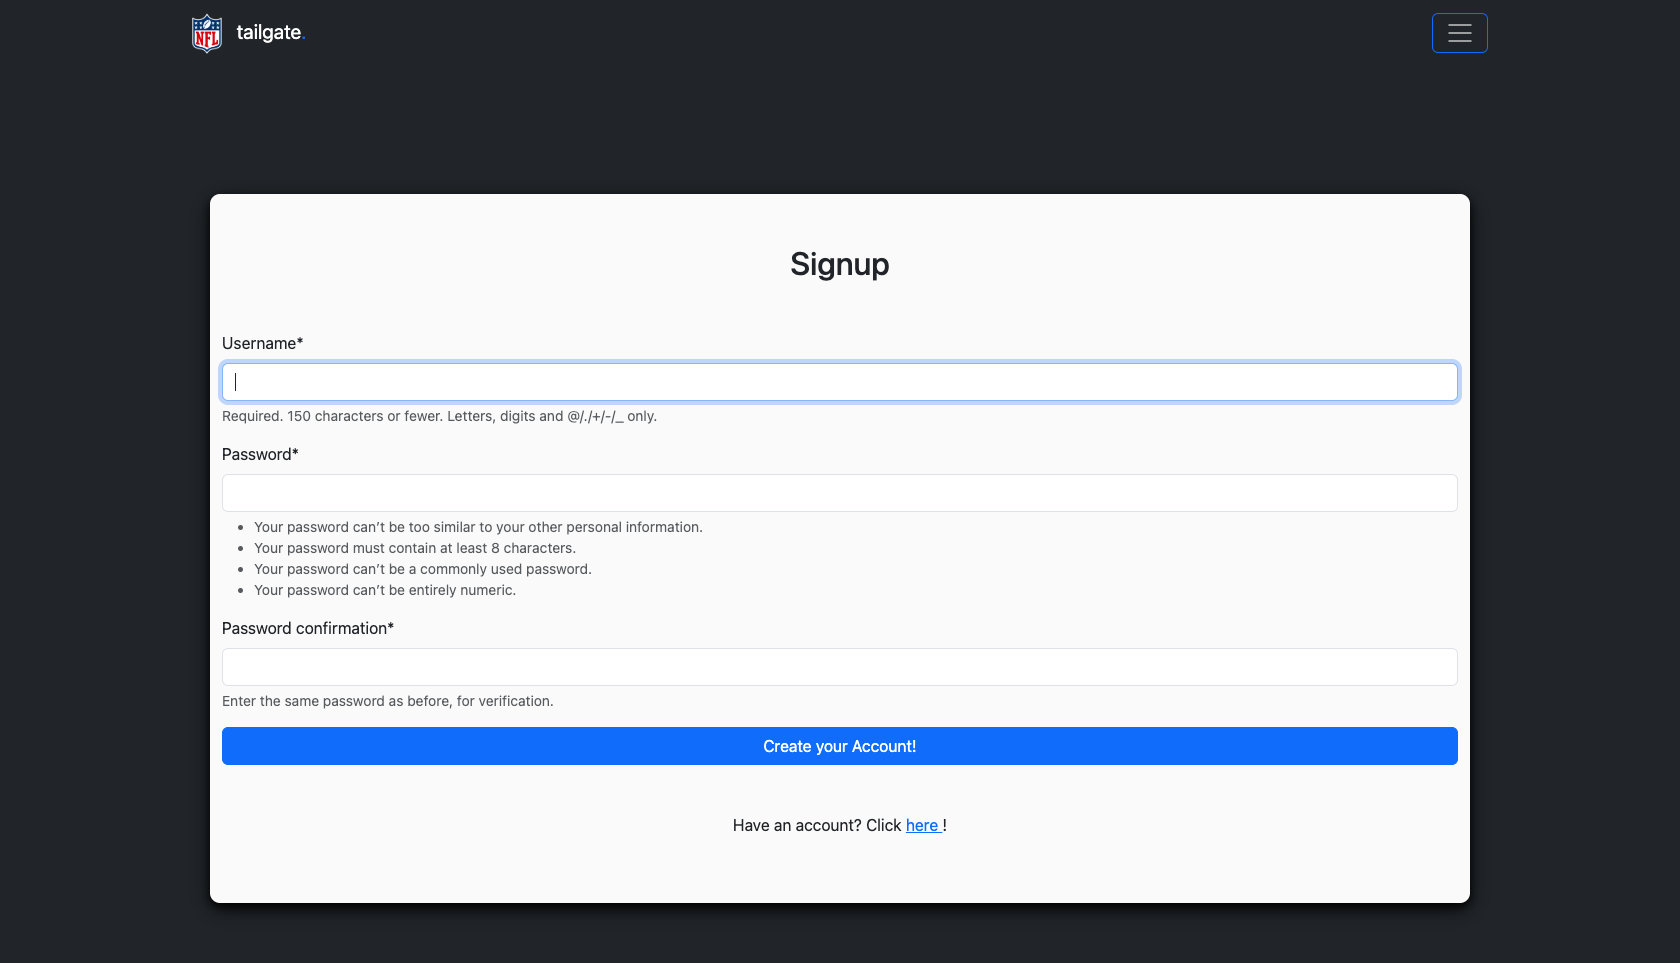 NFL
tailgate.
Signup
Username*
Required. 150 characters or fewer. Letters, digits and @/./+/-/_ only.
Password*
• Your password can’t be too similar to your other personal information.
• Your password must contain at least 8 characters.
• Your password can’t be a commonly used password.
• Your password can’t be entirely numeric.
Password confirmation*
Enter the same password as before, for verification.
Create your Account!
Have an account? Click here !